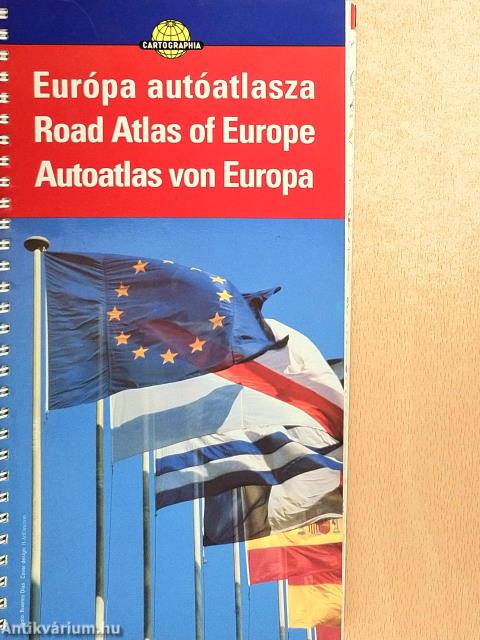 CARTOGRAPHIA
Európa autóatlasza
Road Atlas of Europe
Autoatlas von Europa
Antikvárium.hu